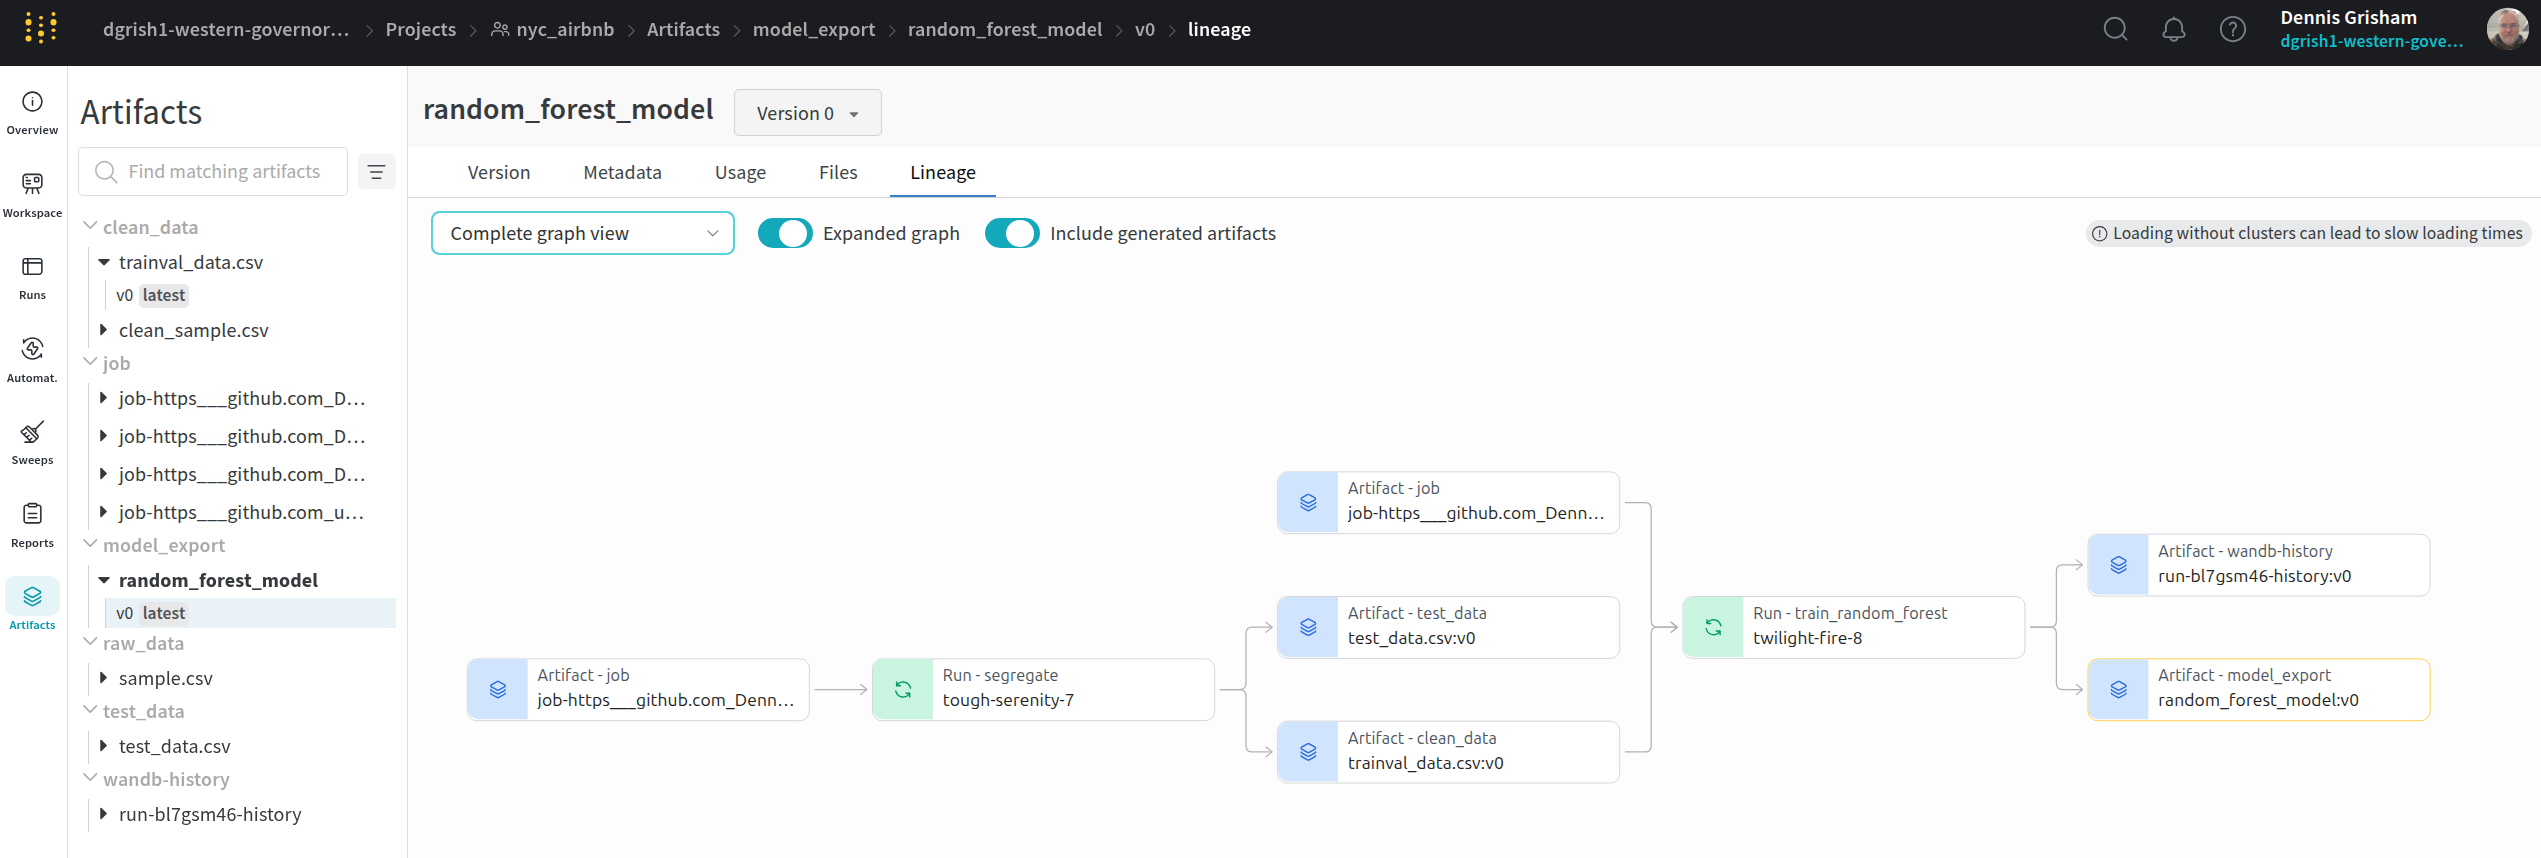 dgrish1-western-governor... > Projects > nyc_airbnb > Artifacts > model_export > random_forest_model > v0 > lineage
Dennis Grisham
dgrish1-western-gove...
Overview
Workspace
Runs
Automat.
Sweeps
Reports
Artifacts
Artifacts
Find matching artifacts
clean_data
trainval_data.csv
v0 latest
clean_sample.csv
job
job-https___github.com_D...
job-https___github.com_D...
job-https___github.com_D...
job-https___github.com_u...
model_export
random_forest_model
v0 latest
raw_data
sample.csv
test_data
test_data.csv
wandb-history
run-bl7gsm46-history
random_forest_model Version 0
Version Metadata Usage Files Lineage
Complete graph view Expanded graph Include generated artifacts Loading without clusters can lead to slow loading times
Artifact - job
job-https___github.com_Denn...
Run - segregate
tough-serenity-7
Artifact - job
job-https___github.com_Denn...
Artifact - test_data
test_data.csv:v0
Artifact - clean_data
trainval_data.csv:v0
Run - train_random_forest
twilight-fire-8
Artifact - wandb-history
run-bl7gsm46-history:v0
Artifact - model_export
random_forest_model:v0